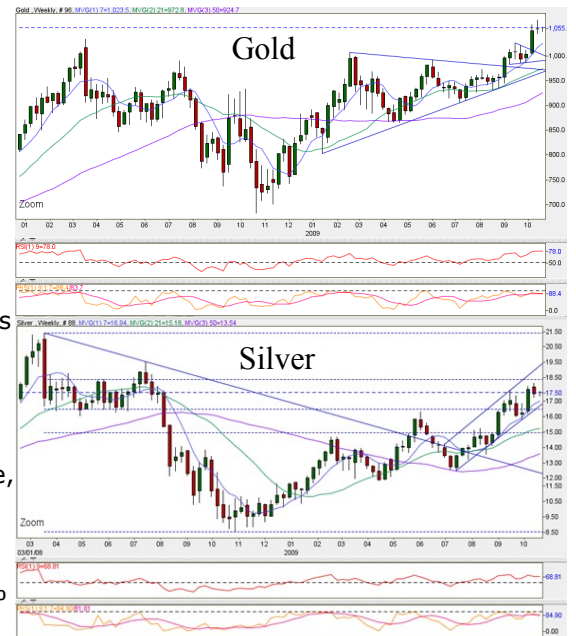 Gold , Weekly, # 96, MVG(1) 7=1,023.5, MVG(2) 21=972.8, MVG(3) 50=924.7
Gold
1,055.
1,000.0
950.00
900.00
850.00
800.00
750.0
700.0
Zoom
01 02 03 04 05 06 07 08 09 10 11 12 01 02 03 04 05 06 07 08 09 10
2009
RSI(1) 9=78.0
78.0
50.0
88.4
0.0
s
Silver , Weekly, # 88, MVG(1) 7=16.94, MVG(2) 21=15.18, MVG(3) 50=13.54
Silver
21.50
20.50
19.50
18.50
17.50
17.00
16.00
15.00
14.00
13.00
12.50
11.50
10.50
9.50
8.50
e,
Zoom
03 04 05 06 07 08 09 10 11 12 01 02 03 04 05 06 07 08 09 10
03/01/08
2009
RSI(1) 9=68.81
68.81
84.90
0.00